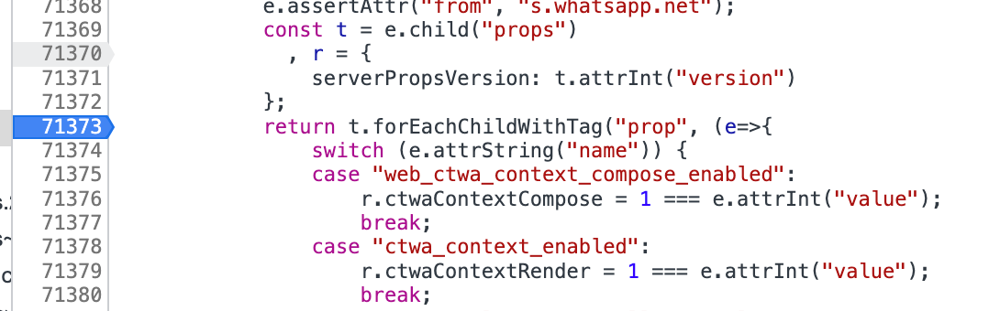 71368 e.assertAttr("from", "s.whatsapp.net");
71369 const t = e.child("props")
71370 , r = {
71371 serverPropsVersion: t.attrInt("version")
71372 };
71373 return t.forEachChildWithTag("prop", (e=>{
71374 switch (e.attrString("name")) {
71375 case "web_ctwa_context_compose_enabled":
71376 r.ctwaContextCompose = 1 === e.attrInt("value");
71377 break;
71378 case "ctwa_context_enabled":
71379 r.ctwaContextRender = 1 === e.attrInt("value");
71380 break;